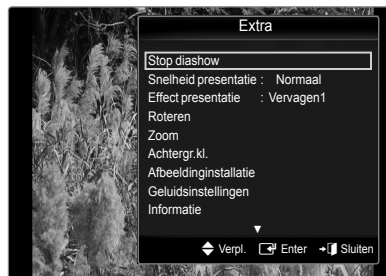 Extra
Stop diashow
Snelheid presentatie : Normaal
Effect presentatie : Vervagen1
Roteren
Zoom
Achtergr.kl.
Afbeeldinginstallatie
Geluidsinstellingen
Informatie
Verpl. Enter Sluiten